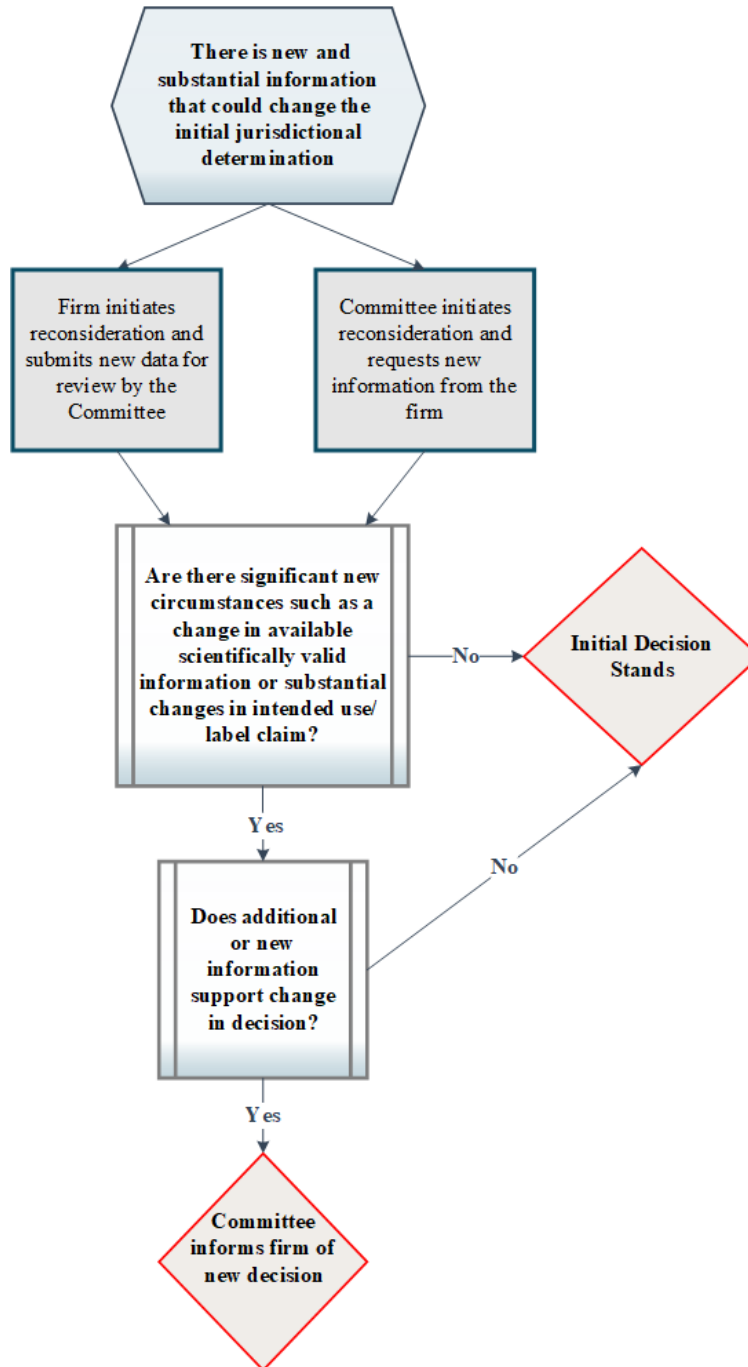 There is new and
substantial information
that could change the
initial jurisdictional
determination
Firm initiates
reconsideration and
submits new data for
review by the
Committee
Committee initiates
reconsideration and
requests new
information from the
firm
Are there significant new
circumstances such as a
change in available
scientifically valid
information or substantial
changes in intended use/
label claim?
No
Initial Decision
Stands
Yes
No
Does additional
or new
information
support change
in decision?
Yes
Committee
informs firm of
new decision